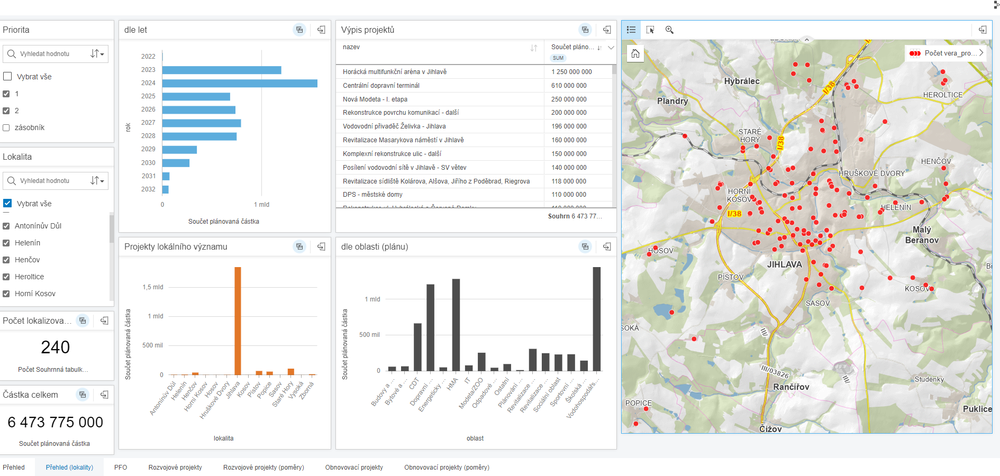 Priorita
Vyhledat hodnotu
Vybrat vše
1
2
zásobník
Lokalita
Vyhledat hodnotu
Vybrat vše
Antonínův Důl
Helenín
Henčov
Heroltice
Horní Kosov
Počet lokalizova...
240
Počet Souhrnná tabulk...
Částka celkem
6 473 775 000
Součet plánovaná částka
dle let
rok
2022
2023
2024
2025
2026
2027
2028
2029
2030
2031
2032
0
1 mld
Součet plánovaná částka
Výpis projektů
nazev
Součet pláno...
SUM
Horácká multifunkční aréna v Jihlavě 1 250 000 000
Centrální dopravní terminál 610 000 000
Nová Modeta - I. etapa 250 000 000
Rekonstrukce povrchu komunikací - další 200 000 000
Vodovodní přivaděč Želivka - Jihlava 196 000 000
Revitalizace Masarykova náměstí v Jihlavě 160 000 000
Komplexní rekonstrukce ulic - další 150 000 000
Posílení vodovodní sítě v Jihlavě - SV větev 140 000 000
Revitalizace sídliště Kolárova, Alšova, Jiřího z Poděbrad, Riegrova 118 000 000
DPS - městské domy 110 000 000
Souhrn 6 473 77...
Projekty lokálního významu
Součet plánovaná částka
1,5 mld
1 mld
500 mil
0
Antonínův Důl
Helenín
Henčov
Horní Kosov
Hosov
Hruškové Dvory
Jihlava
Kosov
Pístov
Popice
Sasov
Staré Hory
Vysoká
Zborná
lokalita
dle oblasti (plánu)
Součet plánovaná částka
1 mld
500 mil
0
Budovy a ...
Bytové a ...
CDT
Dopravní ...
Energeticky ...
HMA
IT
Modeta/ZOO
Odpadové ...
Ostatní
Plánování ...
Revitalizace ...
Revitalizace ...
Sociální oblast
Sportovní ...
Školská ...
Vodohospodářs...
oblast
Počet vera_pro...
I/38
Hybrálec
I/38
Plandry
HEROLTICE
STARÉ
HORY
I/38
HENČOV
HRUŠKOVÉ DVORY
HORNÍ
KOSOV
HELENÍN
I/38
Malý
Beranov
HOSOV
JIHLAVA
PÍSTOV
KOSOV
SASOV
SOKÁ
III/
III/03826
III/
Studénky
Rančířov
POPICE
Puklice
Čížov
Přehled
Přehled (lokality)
PFO
Rozvojové projekty
Rozvojové projekty (poměry)
Obnovovací projekty
Obnovovací projekty (poměry)